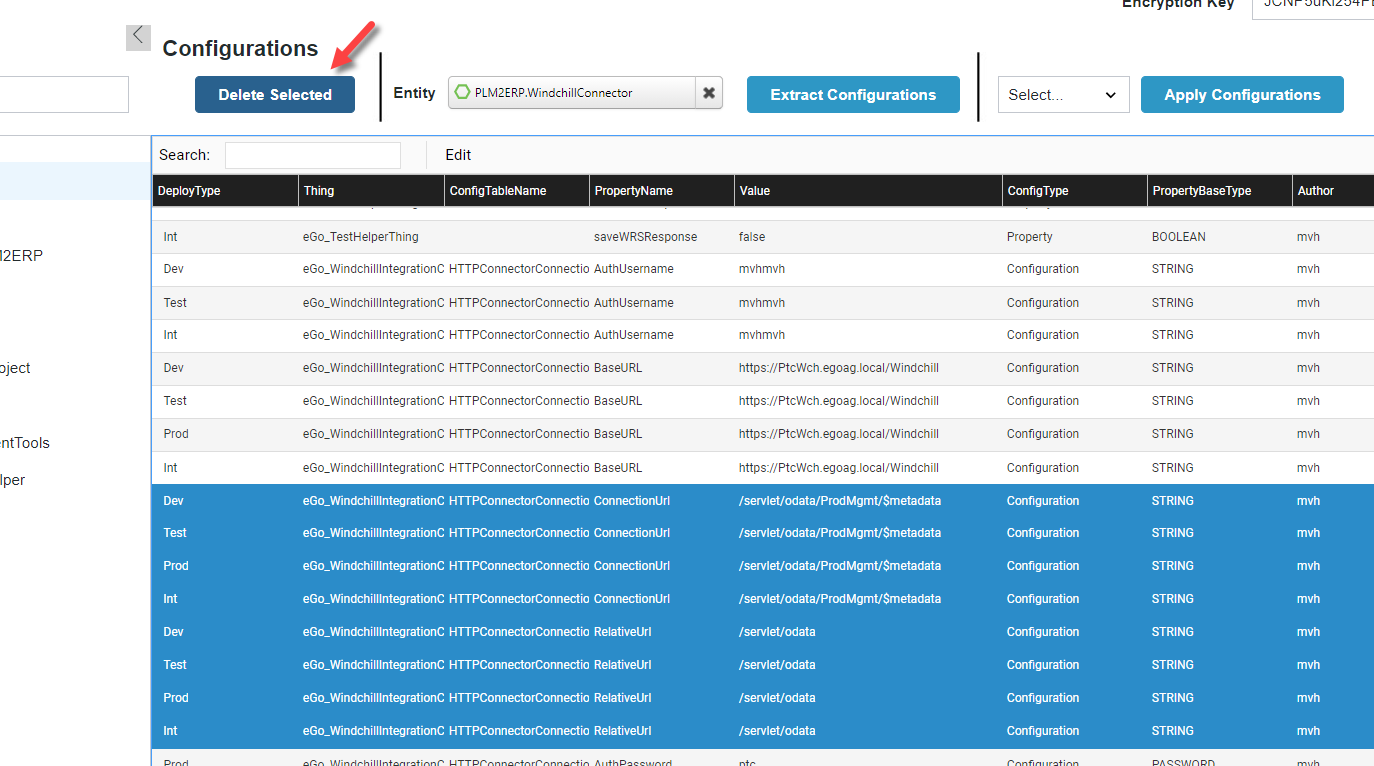 Encryption Key
Configurations
Delete Selected Entity PLM2ERP.WindchillConnector Extract Configurations Select... Apply Configurations
Search: Edit
DeployType Thing ConfigTableName PropertyName Value ConfigType PropertyBaseType Author
Int eGo_TestHelperThing saveWRSResponse false Property BOOLEAN mvh
Dev eGo_WindchillIntegrationC HTTPConnectorConnectio AuthUsername mvhmvh Configuration STRING mvh
Test eGo_WindchillIntegrationC HTTPConnectorConnectio AuthUsername mvhmvh Configuration STRING mvh
Int eGo_WindchillIntegrationC HTTPConnectorConnectio AuthUsername mvhmvh Configuration STRING mvh
Dev eGo_WindchillIntegrationC HTTPConnectorConnectio BaseURL https://PtcWch.egoag.local/Windchill Configuration STRING mvh
Test eGo_WindchillIntegrationC HTTPConnectorConnectio BaseURL https://PtcWch.egoag.local/Windchill Configuration STRING mvh
Prod eGo_WindchillIntegrationC HTTPConnectorConnectio BaseURL https://PtcWch.egoag.local/Windchill Configuration STRING mvh
Int eGo_WindchillIntegrationC HTTPConnectorConnectio BaseURL https://PtcWch.egoag.local/Windchill Configuration STRING mvh
Dev eGo_WindchillIntegrationC HTTPConnectorConnectio ConnectionUrl /servlet/odata/ProdMgmt/$metadata Configuration STRING mvh
Test eGo_WindchillIntegrationC HTTPConnectorConnectio ConnectionUrl /servlet/odata/ProdMgmt/$metadata Configuration STRING mvh
Prod eGo_WindchillIntegrationC HTTPConnectorConnectio ConnectionUrl /servlet/odata/ProdMgmt/$metadata Configuration STRING mvh
Int eGo_WindchillIntegrationC HTTPConnectorConnectio ConnectionUrl /servlet/odata/ProdMgmt/$metadata Configuration STRING mvh
Dev eGo_WindchillIntegrationC HTTPConnectorConnectio RelativeUrl /servlet/odata Configuration STRING mvh
Test eGo_WindchillIntegrationC HTTPConnectorConnectio RelativeUrl /servlet/odata Configuration STRING mvh
Prod eGo_WindchillIntegrationC HTTPConnectorConnectio RelativeUrl /servlet/odata Configuration STRING mvh
Int eGo_WindchillIntegrationC HTTPConnectorConnectio RelativeUrl /servlet/odata Configuration STRING mvh
Prod eGo_WindchillIntegrationC HTTPConnectorConnectio AuthPassword ptc Configuration PASSWORD mvh
2ERP
oject
entTools
lper